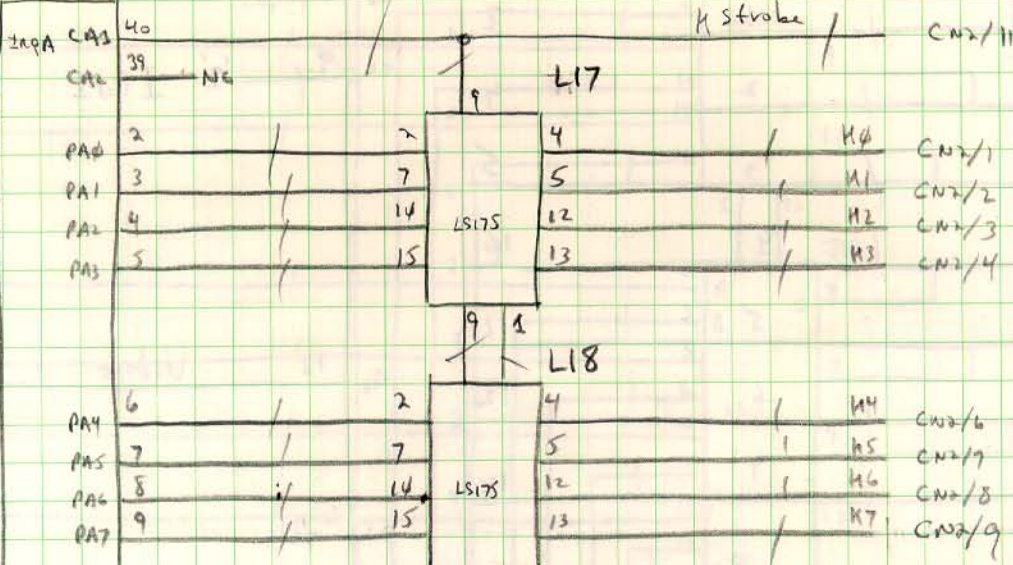 IRQA CA1 40 H Strobe CN2/11
CA2 39 NC
L17
9
PA0 2 2 4 H0 CN2/1
PA1 3 7 5 H1 CN2/2
PA2 4 14 12 H2 CN2/3
LS175
PA3 5 15 13 H3 CN2/4
9 1
L18
PA4 6 2 4 H4 CN2/6
PA5 7 7 5 H5 CN2/7
PA6 8 14 LS175 12 H6 CN2/8
PA7 9 15 13 H7 CN2/9